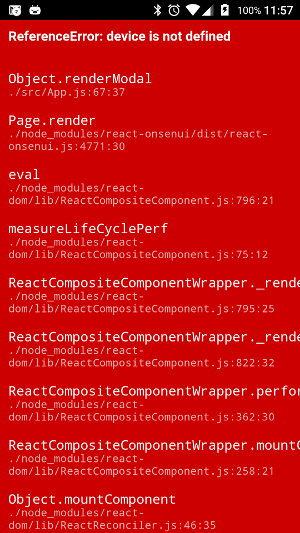 100% 11:57
ReferenceError: device is not defined
Object.renderModal
./src/App.js:67:37
Page.render
./node_modules/react-onsenui/dist/react-
onsenui.js:4771:30
eval
./node_modules/react-
dom/lib/ReactCompositeComponent.js:796:21
measureLifeCyclePerf
./node_modules/react-
dom/lib/ReactCompositeComponent.js:75:12
ReactCompositeComponentWrapper._rende
./node_modules/react-
dom/lib/ReactCompositeComponent.js:795:25
ReactCompositeComponentWrapper._rende
./node_modules/react-
dom/lib/ReactCompositeComponent.js:822:32
ReactCompositeComponentWrapper.perfor
./node_modules/react-
dom/lib/ReactCompositeComponent.js:362:30
ReactCompositeComponentWrapper.mountC
./node_modules/react-
dom/lib/ReactCompositeComponent.js:258:21
Object.mountComponent
./node_modules/react-
dom/lib/ReactReconciler.js:46:35